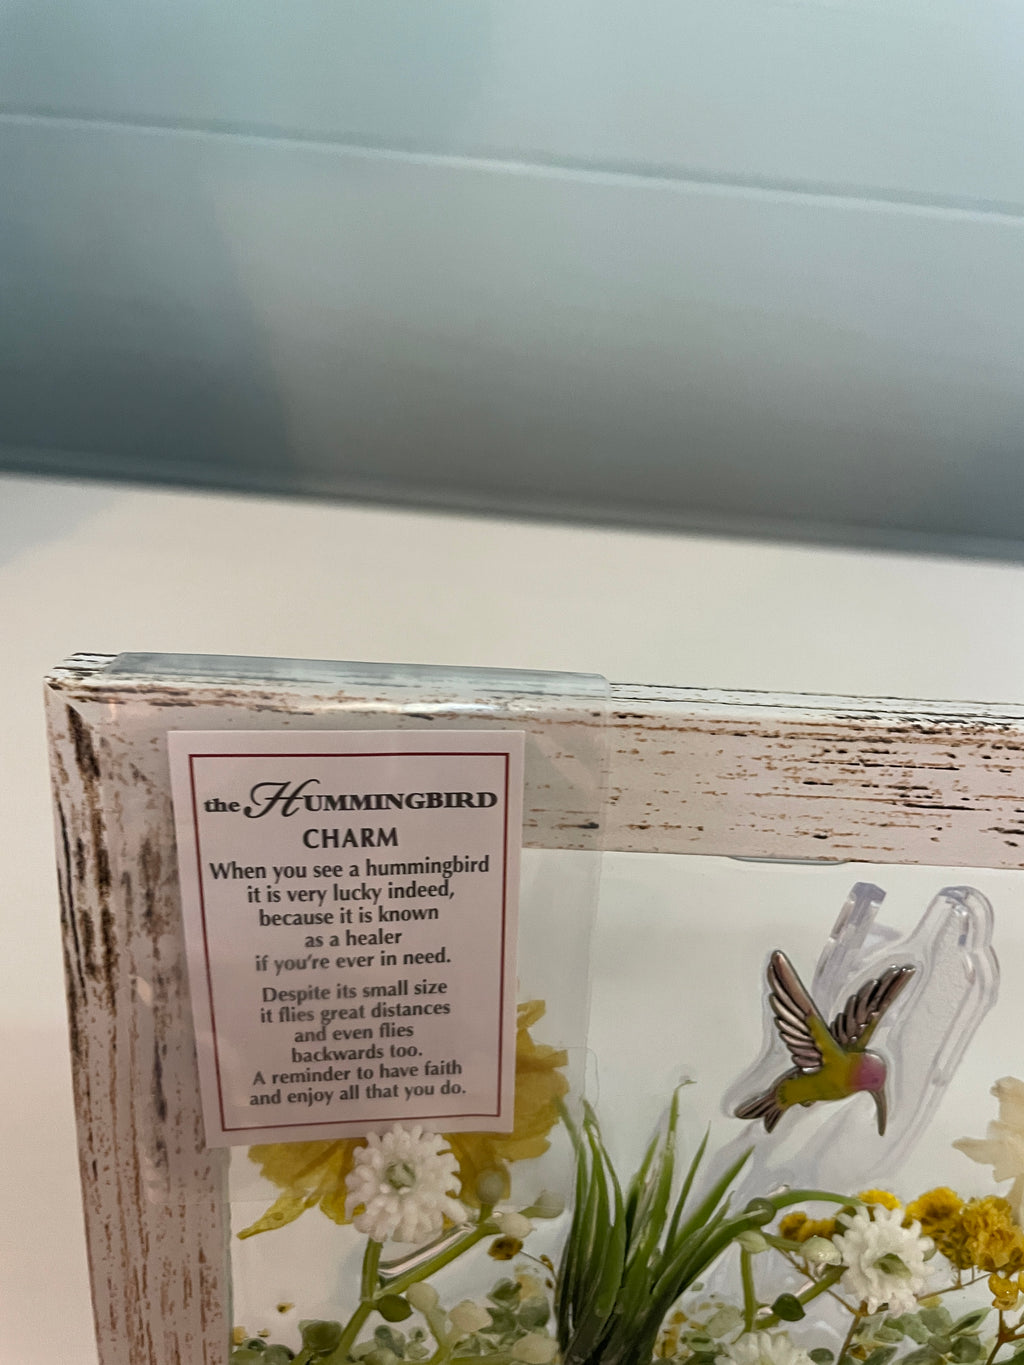 the HUMMINGBIRD
CHARM
When you see a hummingbird
it is very lucky indeed,
because it is known
as a healer
if you're ever in need.
Despite its small size
it flies great distances
and even flies
backwards too.
A reminder to have faith
and enjoy all that you do.